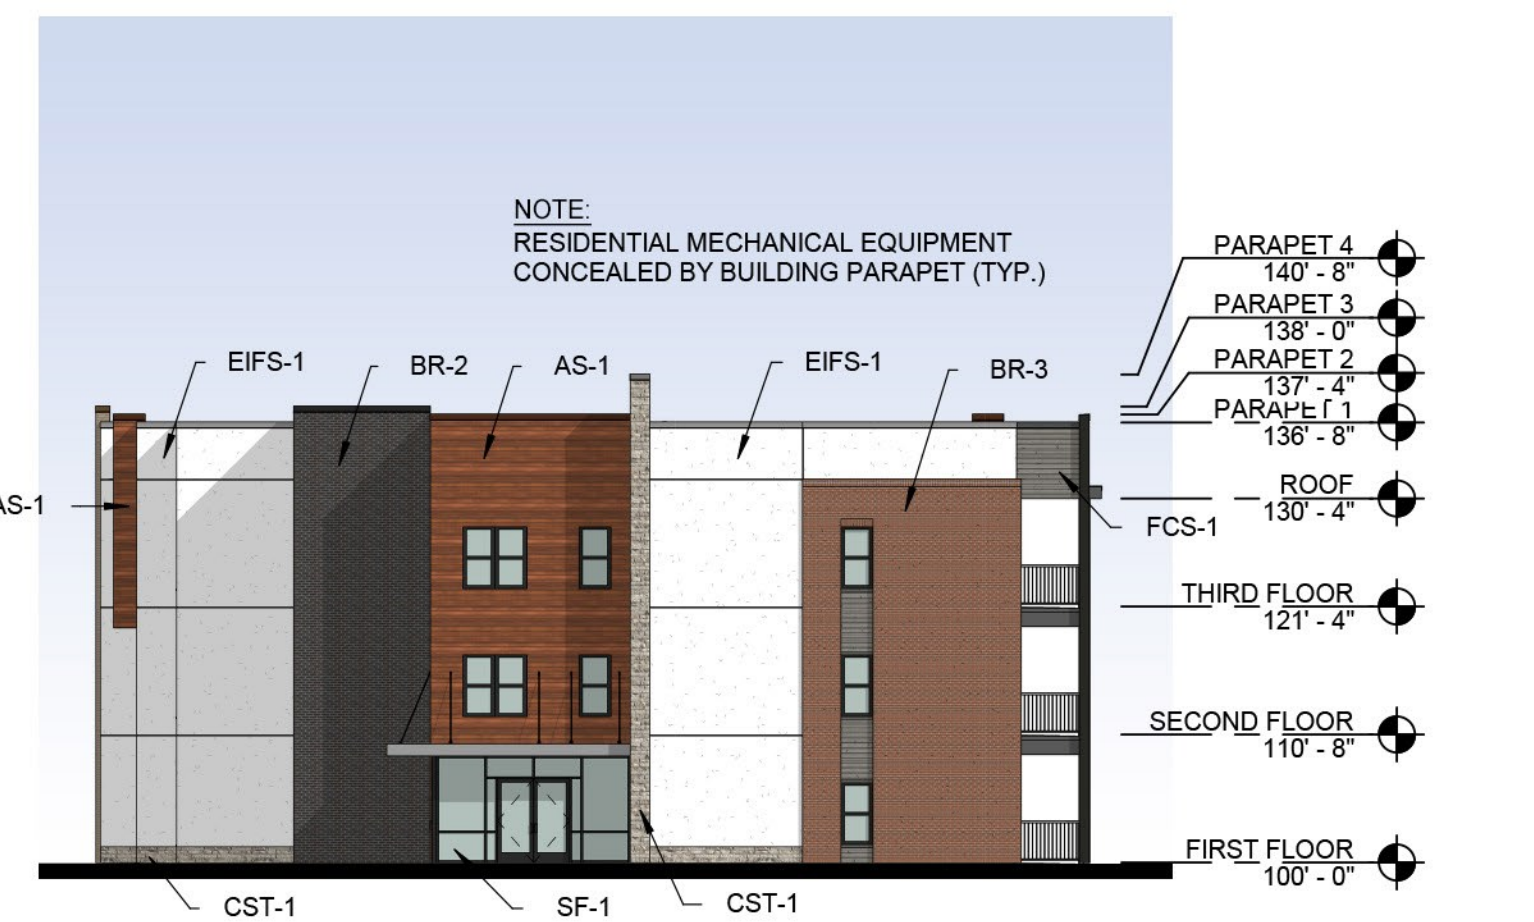 NOTE:
RESIDENTIAL MECHANICAL EQUIPMENT
CONCEALED BY BUILDING PARAPET (TYP.)
PARAPET 4
140' - 8"
PARAPET 3
138' - 0"
PARAPET 2
137' - 4"
PARAPET 1
136' - 8"
ROOF
130' - 4"
THIRD FLOOR
121' - 4"
SECOND FLOOR
110' - 8"
FIRST FLOOR
100' - 0"
EIFS-1
BR-2
AS-1
EIFS-1
BR-3
AS-1
FCS-1
CST-1
SF-1
CST-1